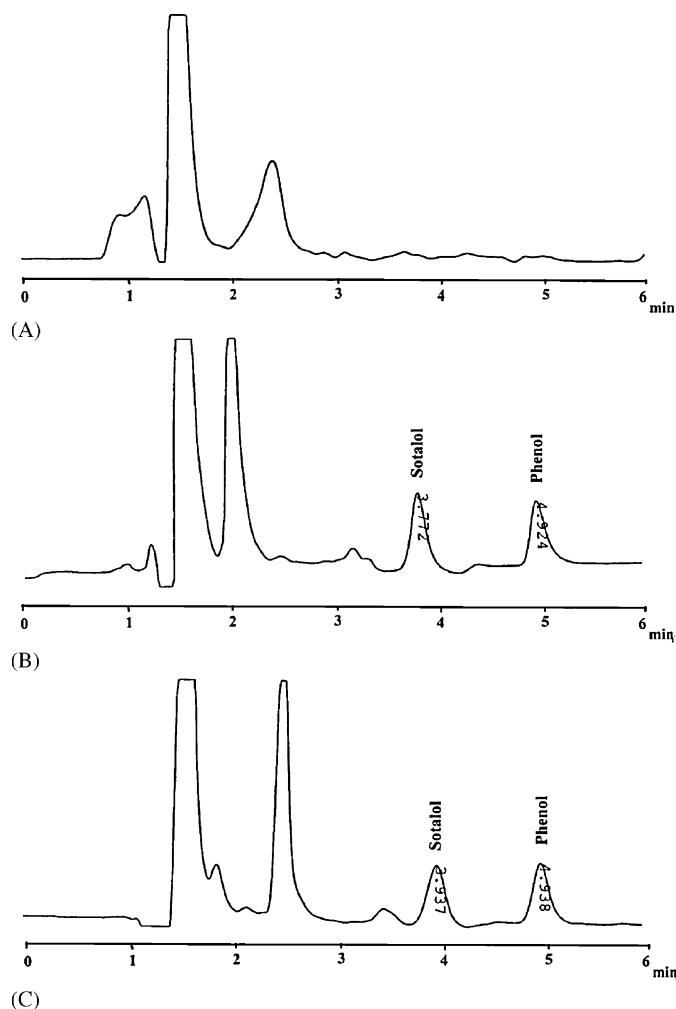 0 1 2 3 4 5 6
min
(A)
Sotalol
3.772
Phenol
4.924
0 1 2 3 4 5 6
min
(B)
Sotalol
3.937
Phenol
4.938
0 1 2 3 4 5 6
min
(C)